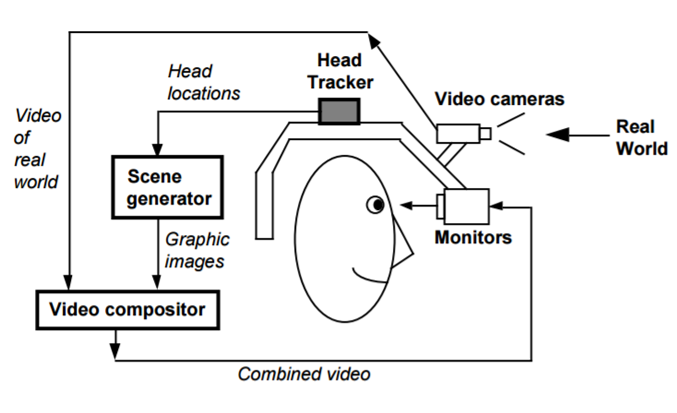 Head
Tracker
Head
locations
Video cameras
Video
of
real
world
Real
World
Scene
generator
Monitors
Graphic
images
Video compositor
Combined video